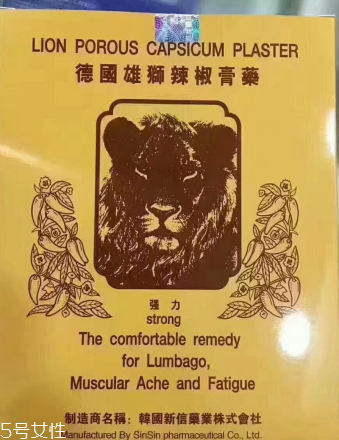 LION POROUS CAPSICUM PLASTER
德國雄獅辣椒膏藥
强 力
strong
The comfortable remedy
for Lumbago,
Muscular Ache and Fatigue
制造商名稱：韓國新信藥業株式會社
Manufactured By SinSin pharmaceutical Co., Ltd.
5号女性